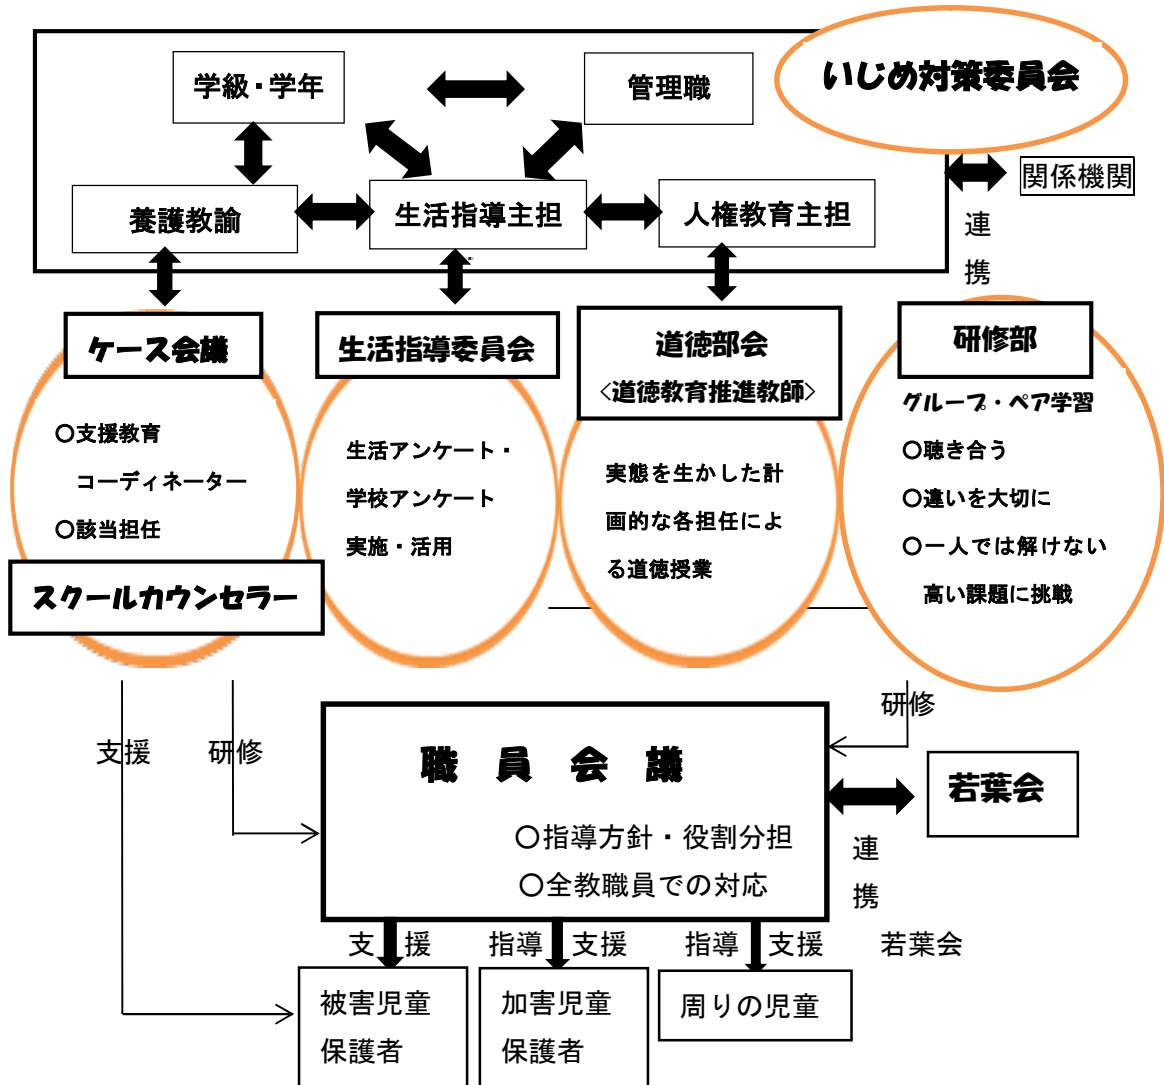 いじめ対策委員会
学級・学年
管理職
関係機関
連
携
養護教諭
生活指導主担
人権教育主担
ケース会議
〇支援教育
コーディネーター
〇該当担任
スクールカウンセラー
生活指導委員会
生活アンケート・
学校アンケート
実施・活用
道徳部会
<道徳教育推進教師>
実態を生かした計
画的な各担任によ
る道徳授業
研修部
グループ・ペア学習
〇聴き合う
〇違いを大切に
〇一人では解けない
高い課題に挑戦
支援
研修
研修
職員会議
〇指導方針・役割分担
〇全教職員での対応
若葉会
連
携
若葉会
支 援
指導 支援
指導 支援
被害児童
保護者
加害児童
保護者
周りの児童